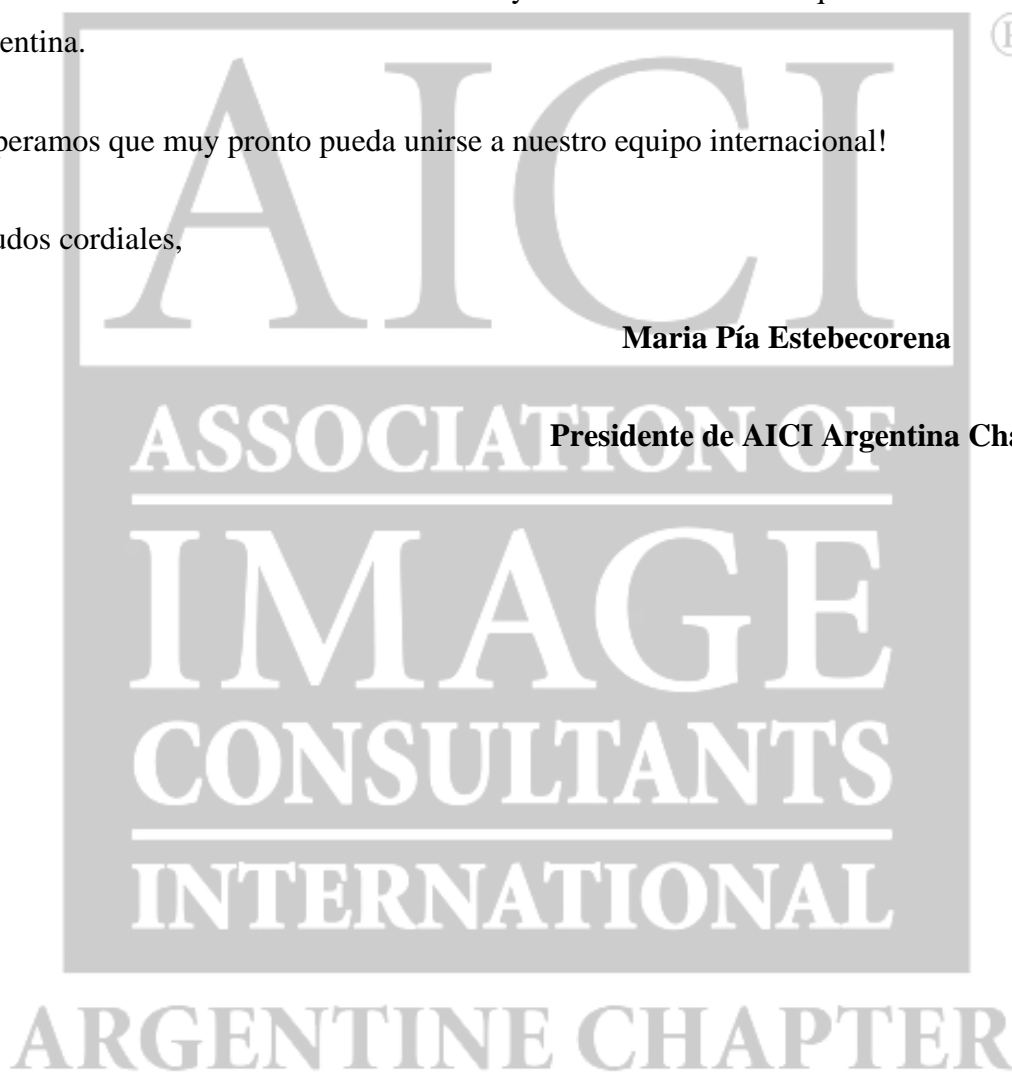 y
entina.
peramos que muy pronto pueda unirse a nuestro equipo internacional!
udos cordiales,
AICI
Maria Pía Estebecorena
Presidente de AICI Argentina Cha
ASSOCIATION OF
IMAGE
CONSULTANTS
INTERNATIONAL
ARGENTINE CHAPTER